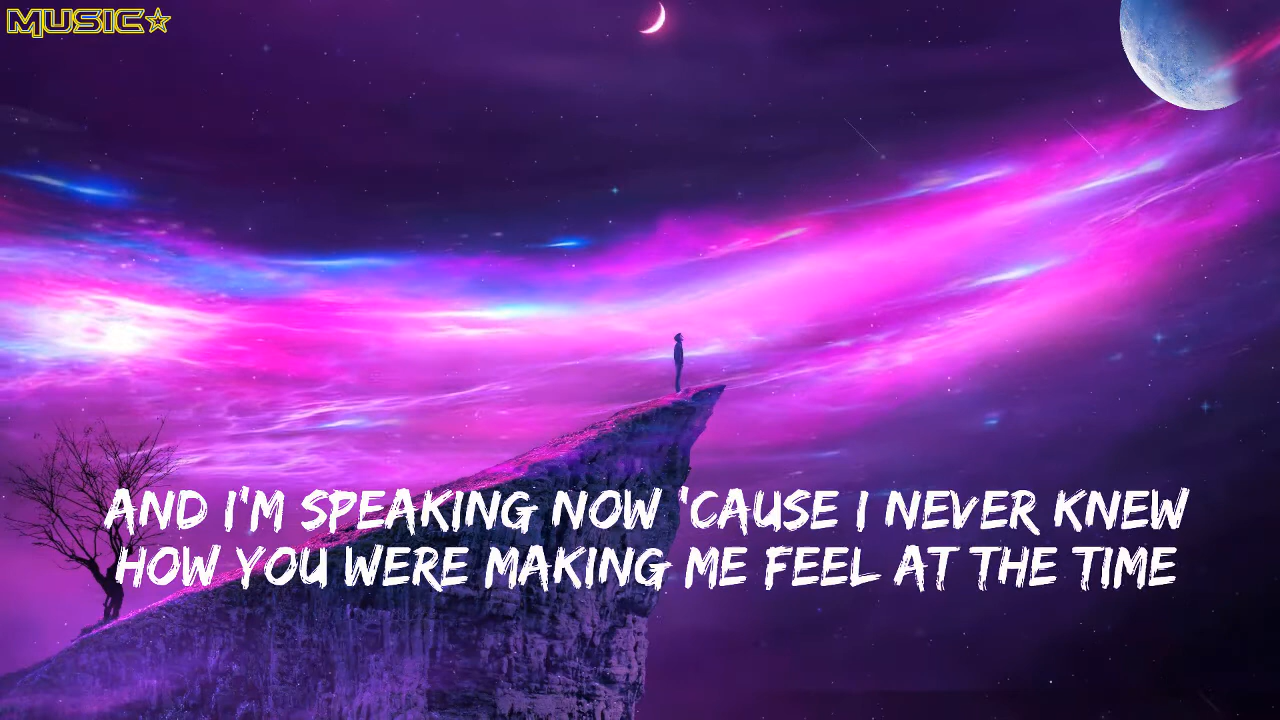 MUSIC☆
AND I'M SPEAKING NOW 'CAUSE I NEVER KNEW
HOW YOU WERE MAKING ME FEEL AT THE TIME